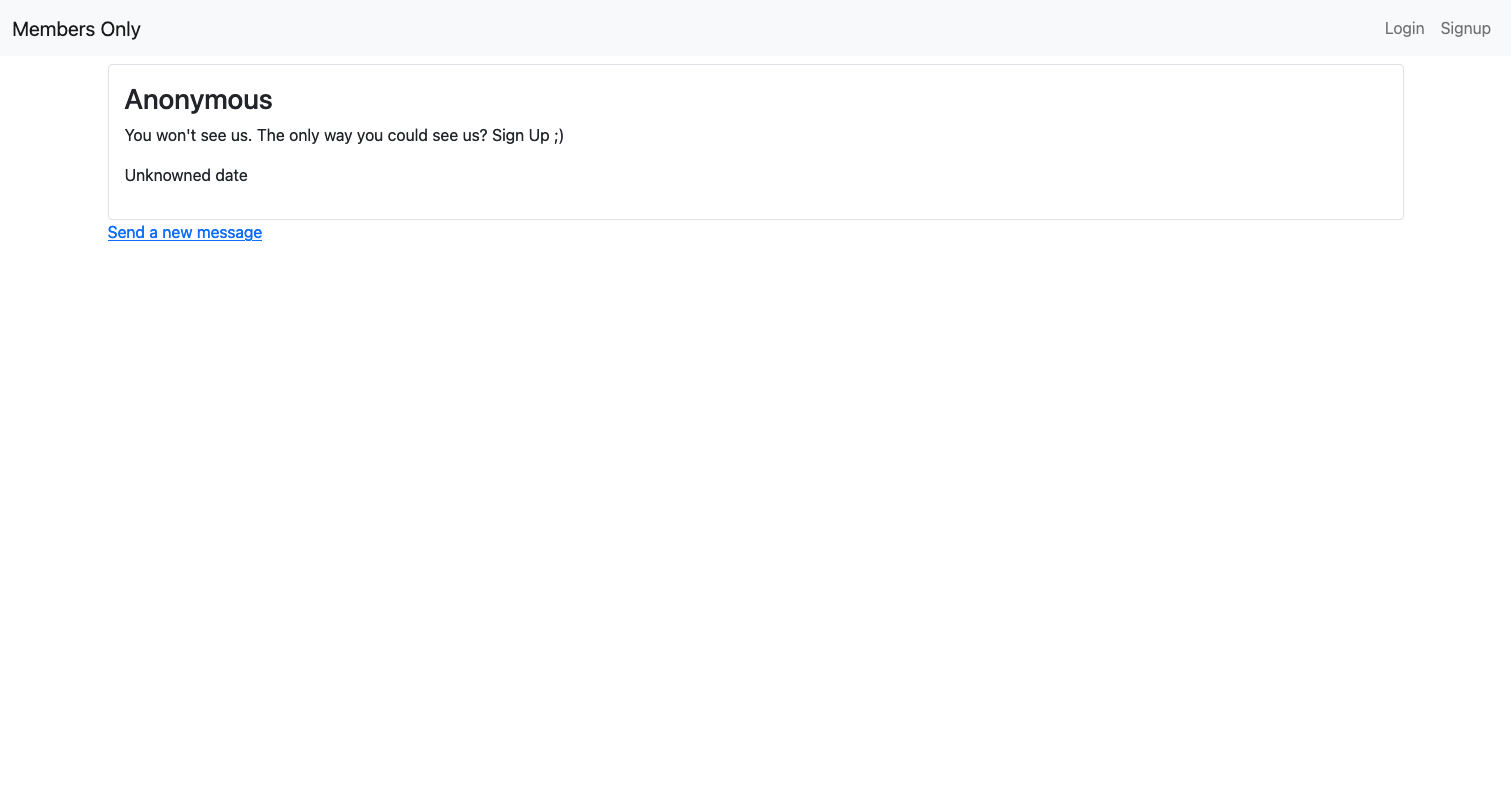 Members Only
Login Signup
Anonymous
You won't see us. The only way you could see us? Sign Up ;)
Unknowned date
Send a new message